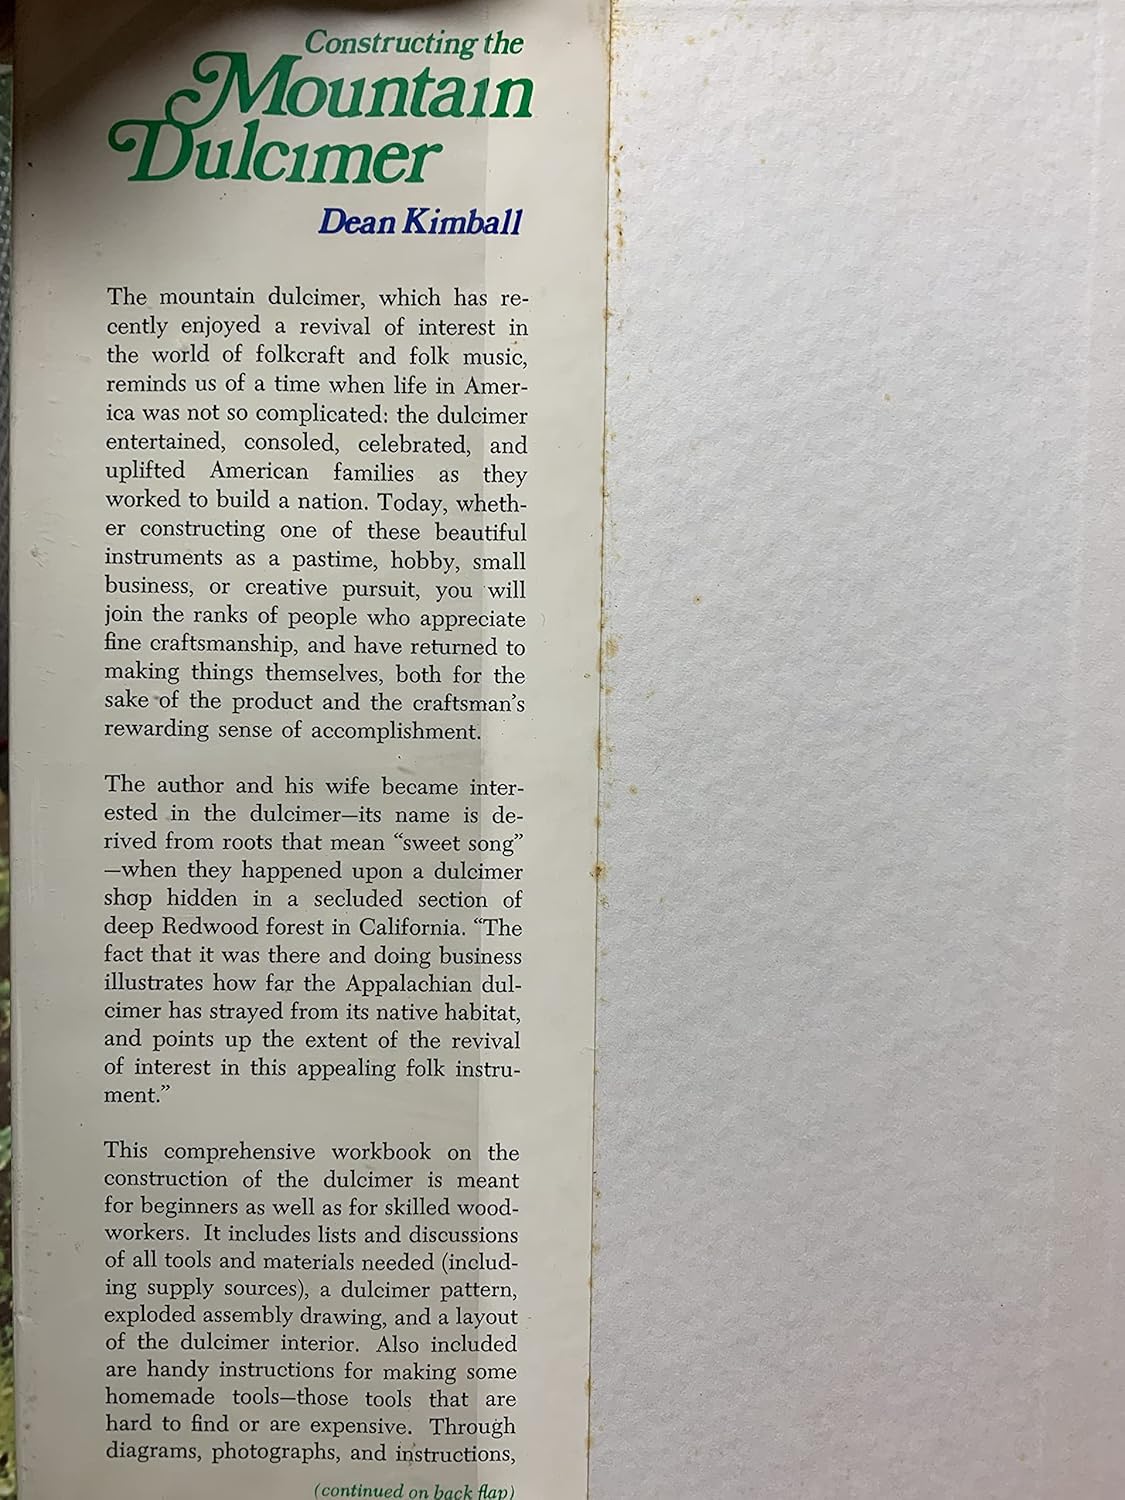 Constructing the
Mountain
Dulcimer
Dean Kimball
The mountain dulcimer, which has re-
cently enjoyed a revival of interest in
the world of folkcraft and folk music,
reminds us of a time when life in Amer-
ica was not so complicated: the dulcimer
entertained, consoled, celebrated, and
uplifted American families as they
worked to build a nation. Today, wheth-
er constructing one of these beautiful
instruments as a pastime, hobby, small
business, or creative pursuit, you will
join the ranks of people who appreciate
fine craftsmanship, and have returned to
making things themselves, both for the
sake of the product and the craftsman's
rewarding sense of accomplishment.
The author and his wife became inter-
ested in the dulcimer—its name is de-
rived from roots that mean “sweet song”
—when they happened upon a dulcimer
shop hidden in a secluded section of
deep Redwood forest in California. “The
fact that it was there and doing business
illustrates how far the Appalachian dul-
cimer has strayed from its native habitat,
and points up the extent of the revival
of interest in this appealing folk instru-
ment.”
This comprehensive workbook on the
construction of the dulcimer is meant
for beginners as well as for skilled wood-
workers. It includes lists and discussions
of all tools and materials needed (includ-
ing supply sources), a dulcimer pattern,
exploded assembly drawing, and a layout
of the dulcimer interior. Also included
are handy instructions for making some
homemade tools—those tools that are
hard to find or are expensive. Through
diagrams, photographs, and instructions,
(continued on back flap)